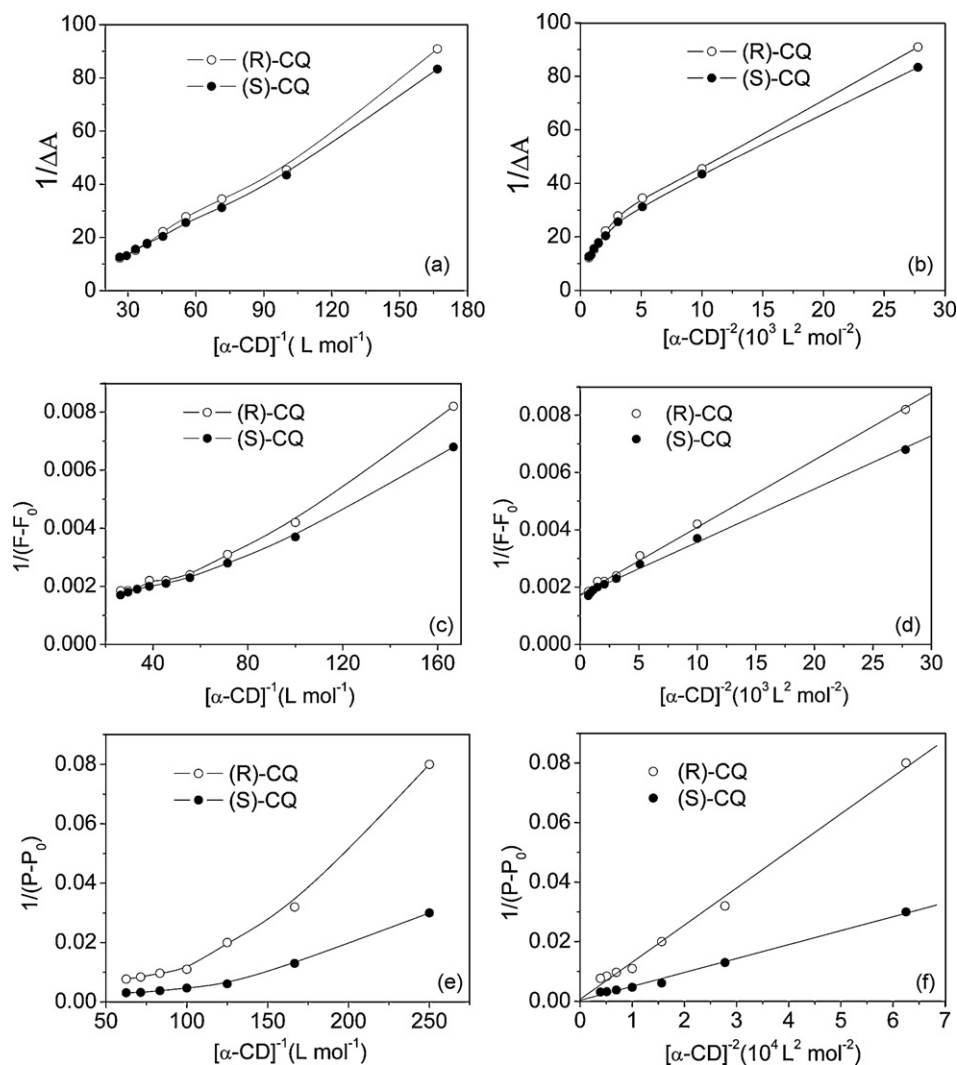 100
80
60
40
20
0
1/ΔA
(R)-CQ
(S)-CQ
(a)
30 60 90 120 150 180
[α-CD]⁻¹( L mol⁻¹)
100
80
60
40
20
0
1/ΔA
(R)-CQ
(S)-CQ
(b)
0 5 10 15 20 25 30
[α-CD]⁻²(10³ L² mol⁻²)
0.008
0.006
0.004
0.002
0.000
1/(F-F₀)
(R)-CQ
(S)-CQ
(c)
40 80 120 160
[α-CD]⁻¹(L mol⁻¹)
0.008
0.006
0.004
0.002
0.000
1/(F-F₀)
(R)-CQ
(S)-CQ
(d)
0 5 10 15 20 25 30
[α-CD]⁻²(10³ L² mol⁻²)
0.08
0.06
0.04
0.02
0.00
1/(P-P₀)
(R)-CQ
(S)-CQ
(e)
50 100 150 200 250
[α-CD]⁻¹(L mol⁻¹)
0.08
0.06
0.04
0.02
0.00
1/(P-P₀)
(R)-CQ
(S)-CQ
(f)
0 1 2 3 4 5 6 7
[α-CD]⁻²(10⁴ L² mol⁻²)